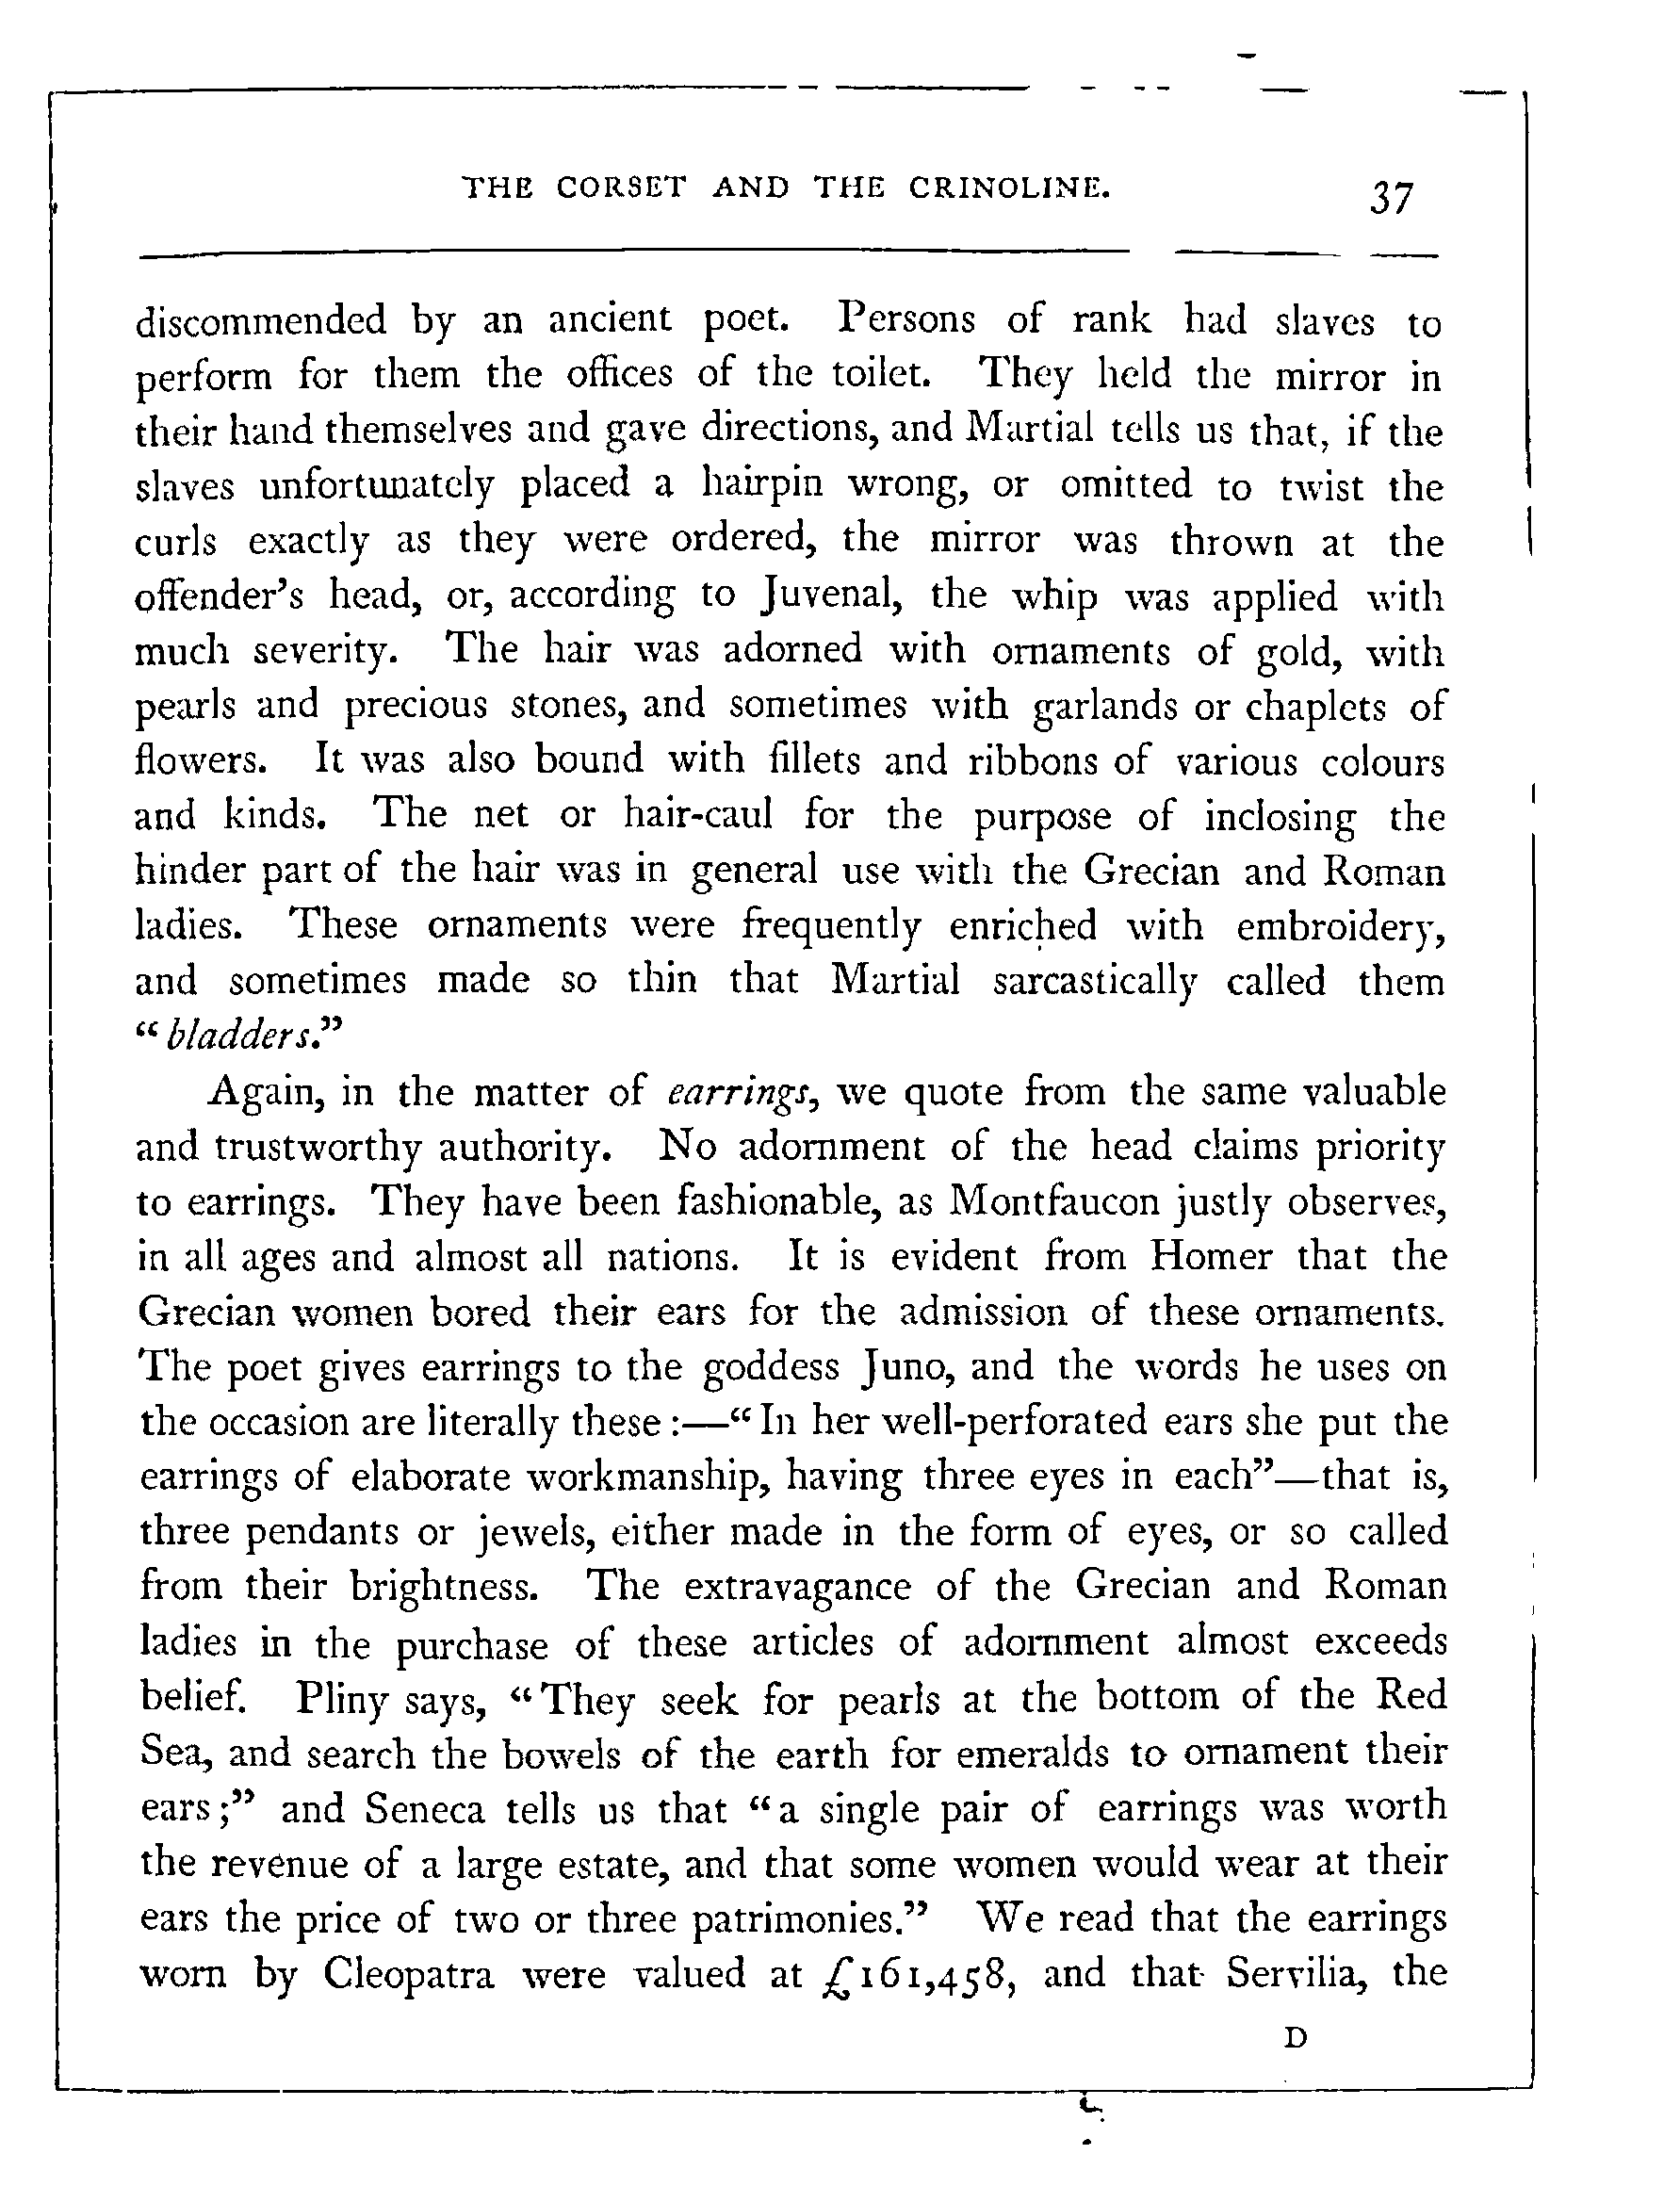 THE CORSET AND THE CRINOLINE. 37
discommended by an ancient poet. Persons of rank had slaves to
perform for them the offices of the toilet. They held the mirror in
their hand themselves and gave directions, and Martial tells us that, if the
slaves unfortunately placed a hairpin wrong, or omitted to twist the
curls exactly as they were ordered, the mirror was thrown at the
offender's head, or, according to Juvenal, the whip was applied with
much severity. The hair was adorned with ornaments of gold, with
pearls and precious stones, and sometimes with garlands or chaplets of
flowers. It was also bound with fillets and ribbons of various colours
and kinds. The net or hair-caul for the purpose of inclosing the
hinder part of the hair was in general use with the Grecian and Roman
ladies. These ornaments were frequently enriched with embroidery,
and sometimes made so thin that Martial sarcastically called them
“bladders.”
Again, in the matter of earrings, we quote from the same valuable
and trustworthy authority. No adornment of the head claims priority
to earrings. They have been fashionable, as Montfaucon justly observes,
in all ages and almost all nations. It is evident from Homer that the
Grecian women bored their ears for the admission of these ornaments.
The poet gives earrings to the goddess Juno, and the words he uses on
the occasion are literally these :—“In her well-perforated ears she put the
earrings of elaborate workmanship, having three eyes in each”—that is,
three pendants or jewels, either made in the form of eyes, or so called
from their brightness. The extravagance of the Grecian and Roman
ladies in the purchase of these articles of adornment almost exceeds
belief. Pliny says, “They seek for pearls at the bottom of the Red
Sea, and search the bowels of the earth for emeralds to ornament their
ears;” and Seneca tells us that “a single pair of earrings was worth
the revenue of a large estate, and that some women would wear at their
ears the price of two or three patrimonies.” We read that the earrings
worn by Cleopatra were valued at £161,458, and that Servilia, the
D